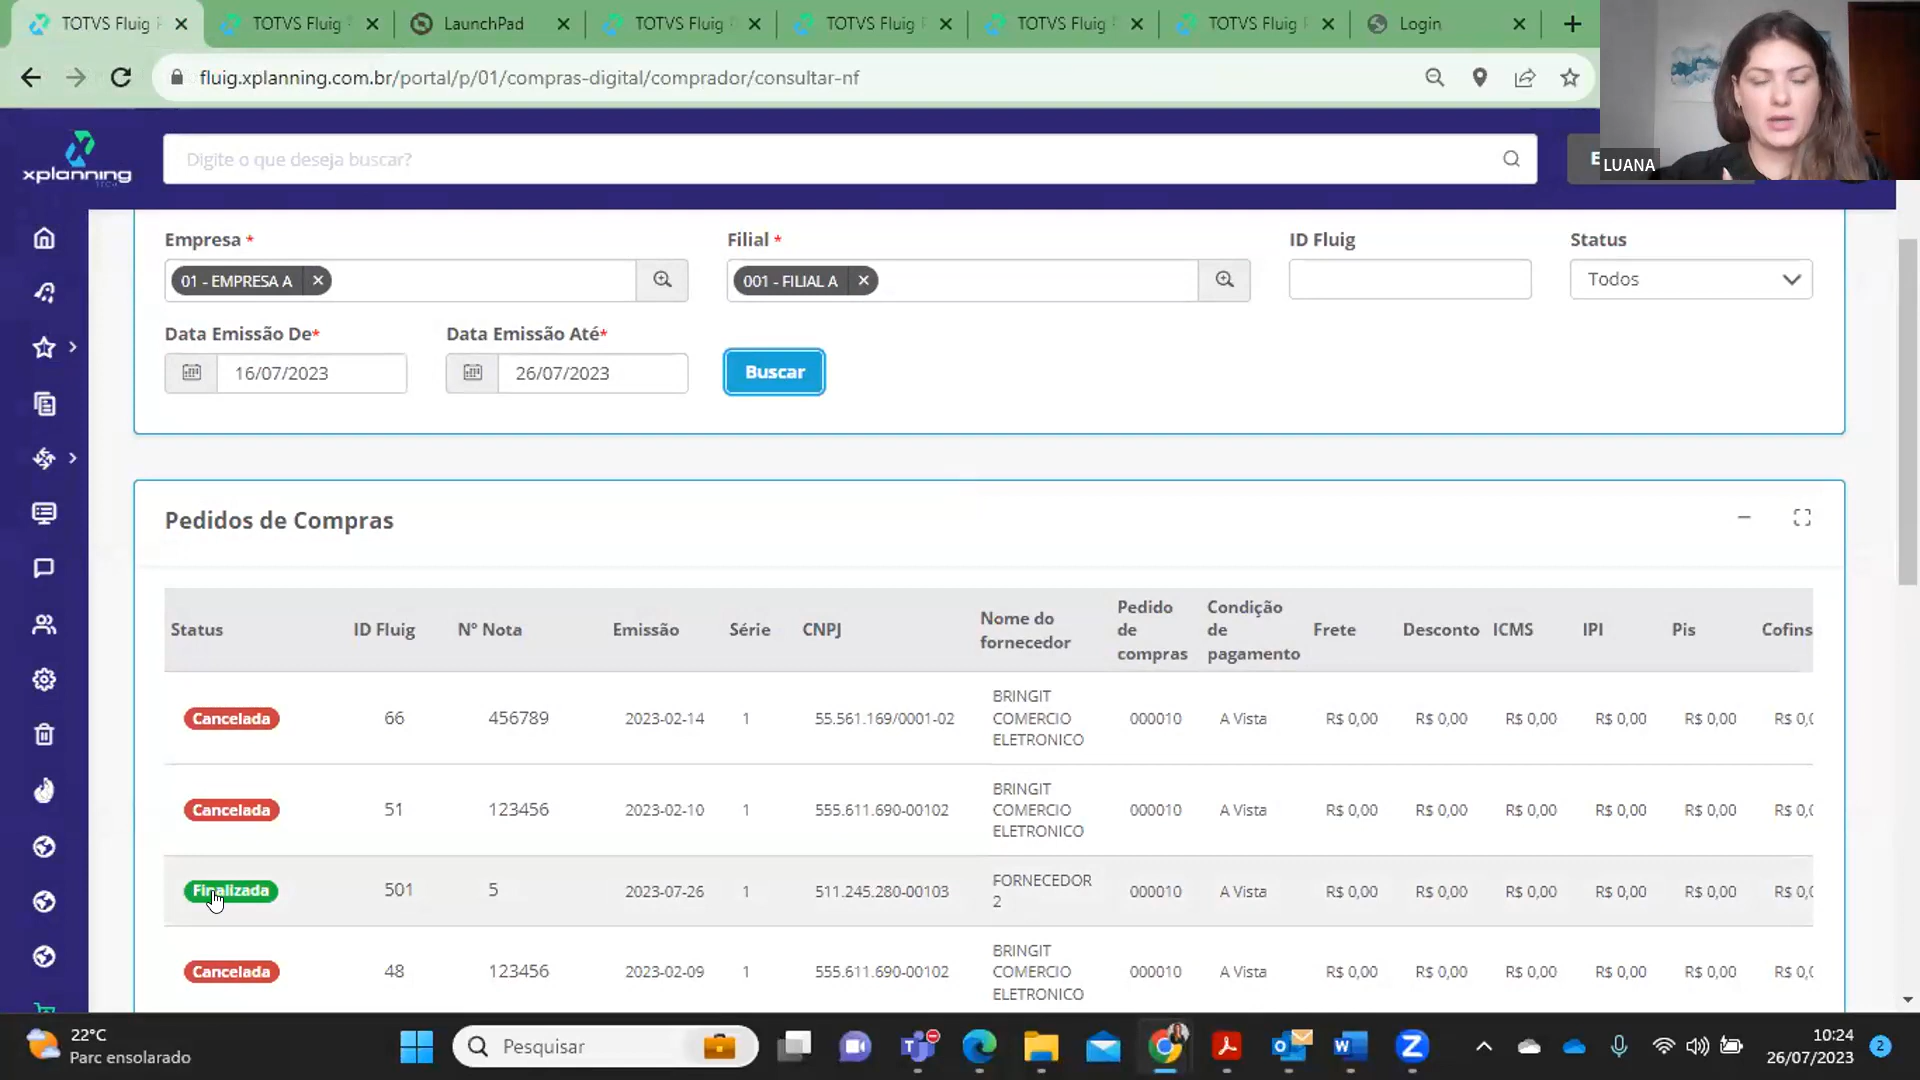 TOTVS Fluig
TOTVS Fluig
LaunchPad
TOTVS Fluig
TOTVS Fluig
TOTVS Fluig
TOTVS Fluig
Login
fluig.xplanning.com.br/portal/p/01/compras-digital/comprador/consultar-nf
LUANA
xplanning
Digite o que deseja buscar?
Empresa *
Filial *
ID Fluig
Status
01 - EMPRESA A
001 - FILIAL A
Todos
Data Emissão De*
Data Emissão Até*
16/07/2023
26/07/2023
Buscar
Pedidos de Compras
Status ID Fluig Nº Nota Emissão Série CNPJ Nome do fornecedor Pedido de compras Condição de pagamento Frete Desconto ICMS IPI Pis Cofins
Cancelada 66 456789 2023-02-14 1 55.561.169/0001-02 BRINGIT COMERCIO ELETRONICO 000010 A Vista R$ 0,00 R$ 0,00 R$ 0,00 R$ 0,00 R$ 0,00 R$ 0,0
Cancelada 51 123456 2023-02-10 1 555.611.690-00102 BRINGIT COMERCIO ELETRONICO 000010 A Vista R$ 0,00 R$ 0,00 R$ 0,00 R$ 0,00 R$ 0,00 R$ 0,0
Finalizada 501 5 2023-07-26 1 511.245.280-00103 FORNECEDOR 2 000010 A Vista R$ 0,00 R$ 0,00 R$ 0,00 R$ 0,00 R$ 0,00 R$ 0,0
Cancelada 48 123456 2023-02-09 1 555.611.690-00102 BRINGIT COMERCIO ELETRONICO 000010 A Vista R$ 0,00 R$ 0,00 R$ 0,00 R$ 0,00 R$ 0,00 R$ 0,0
22°C
Parc ensolarado
Pesquisar
10:24
26/07/2023
2